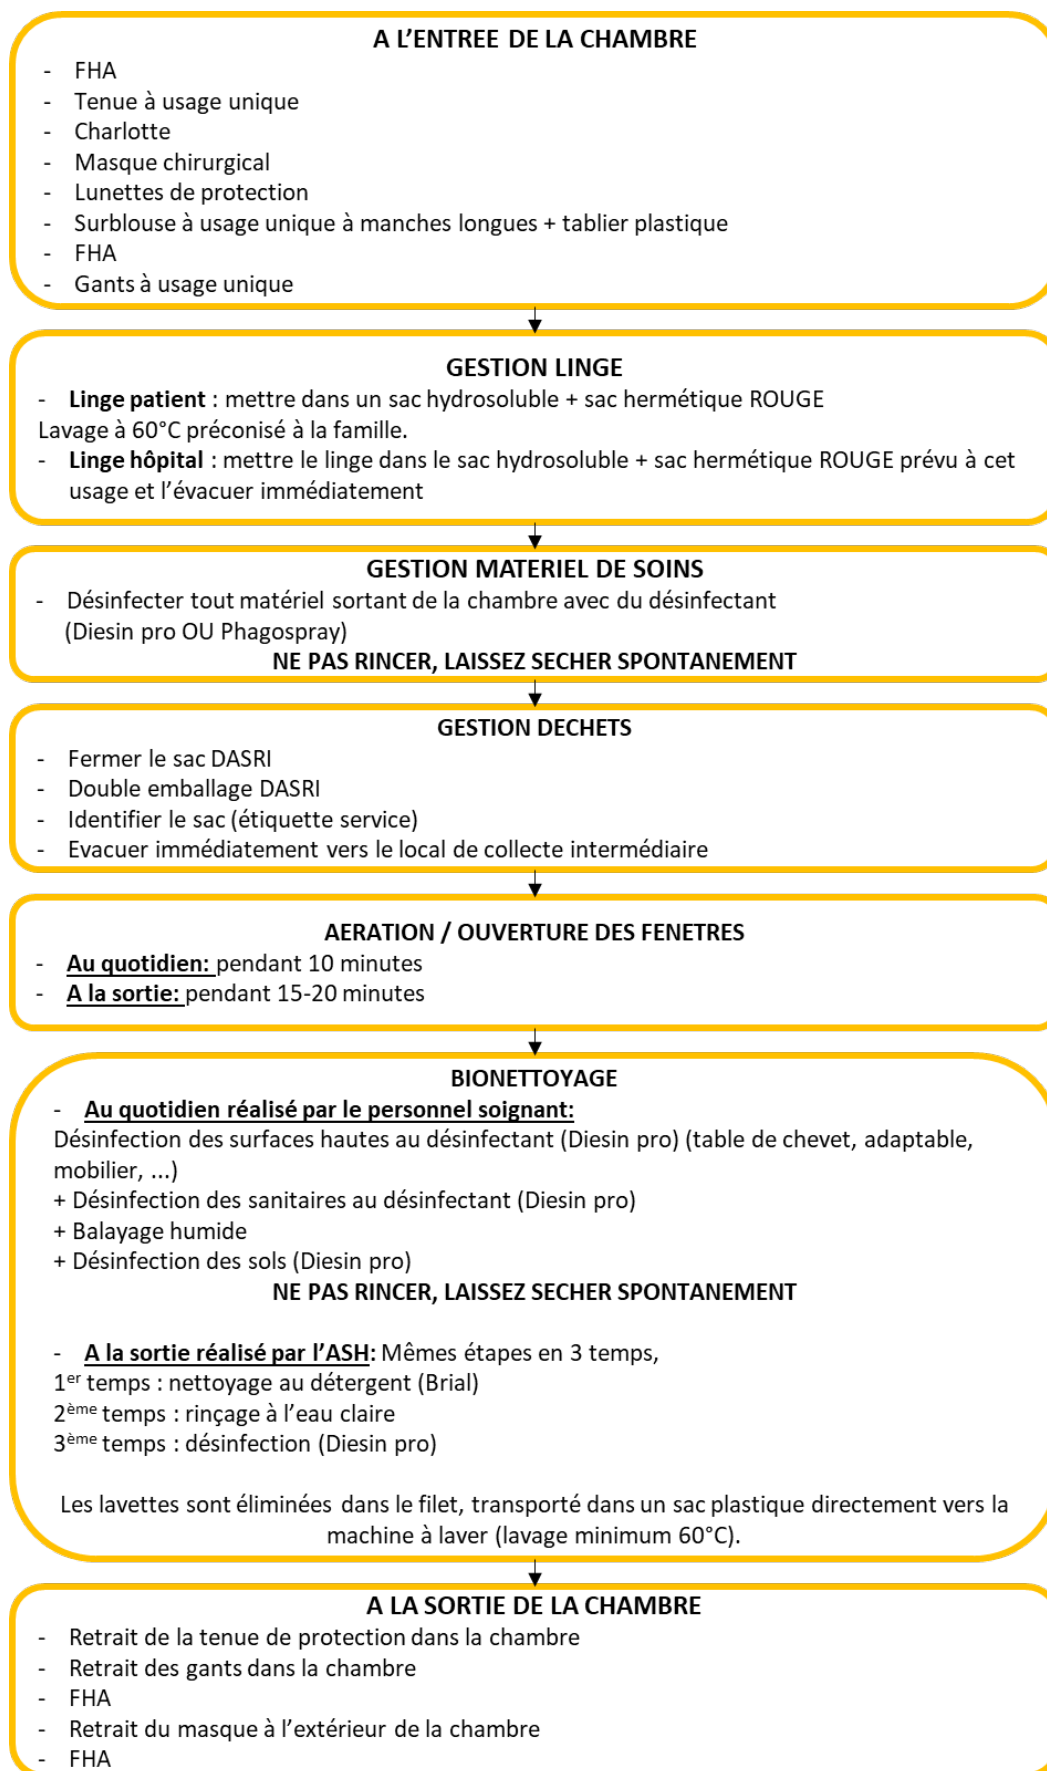 A L'ENTREE DE LA CHAMBRE
- FHA
- Tenue à usage unique
- Charlotte
- Masque chirurgical
- Lunettes de protection
- Surblouse à usage unique à manches longues + tablier plastique
- FHA
- Gants à usage unique
GESTION LINGE
- Linge patient : mettre dans un sac hydrosoluble + sac hermétique ROUGE
Lavage à 60°C préconisé à la famille.
- Linge hôpital : mettre le linge dans le sac hydrosoluble + sac hermétique ROUGE prévu à cet
usage et l'évacuer immédiatement
GESTION MATERIEL DE SOINS
- Désinfecter tout matériel sortant de la chambre avec du désinfectant
(Diesin pro OU Phagospray)
NE PAS RINCER, LAISSEZ SECHER SPONTANEMENT
GESTION DECHETS
- Fermer le sac DASRI
- Double emballage DASRI
- Identifier le sac (étiquette service)
- Evacuer immédiatement vers le local de collecte intermédiaire
AERATION / OUVERTURE DES FENETRES
- Au quotidien: pendant 10 minutes
- A la sortie: pendant 15-20 minutes
BIONETTOYAGE
- Au quotidien réalisé par le personnel soignant:
Désinfection des surfaces hautes au désinfectant (Diesin pro) (table de chevet, adaptable,
mobilier, ...)
+ Désinfection des sanitaires au désinfectant (Diesin pro)
+ Balayage humide
+ Désinfection des sols (Diesin pro)
NE PAS RINCER, LAISSEZ SECHER SPONTANEMENT
- A la sortie réalisé par l'ASH: Mêmes étapes en 3 temps,
1er temps : nettoyage au détergent (Brial)
2ème temps : rinçage à l'eau claire
3ème temps : désinfection (Diesin pro)
Les lavettes sont éliminées dans le filet, transporté dans un sac plastique directement vers la
machine à laver (lavage minimum 60°C).
A LA SORTIE DE LA CHAMBRE
- Retrait de la tenue de protection dans la chambre
- Retrait des gants dans la chambre
- FHA
- Retrait du masque à l'extérieur de la chambre
- FHA